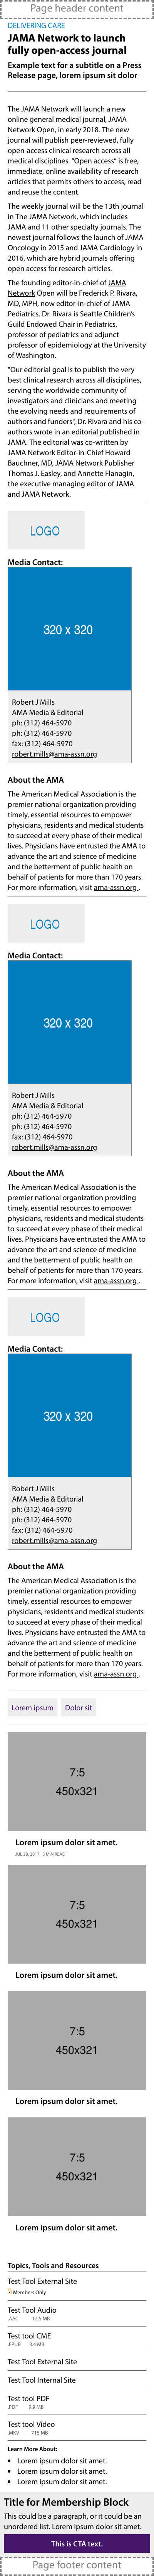 Page header content
DELIVERING CARE
JAMA Network to launch
fully open-access journal
Example text for a subtitle on a Press
Release page, lorem ipsum sit dolor
The JAMA Network will launch a new
online general medical journal, JAMA
Network Open, in early 2018. The new
journal will publish peer-reviewed, fully
open-access clinical research across all
medical disciplines. "Open access" is free,
immediate, online availability of research
articles that permits others to access, read
and reuse the content.
The weekly journal will be the 13th journal
in The JAMA Network, which includes
JAMA and 11 other specialty journals. The
newest journal follows the launch of JAMA
Oncology in 2015 and JAMA Cardiology in
2016, which are hybrid journals offering
open access for research articles.
The founding editor-in-chief of JAMA
Network Open will be Frederick P. Rivara,
MD, MPH, now editor-in-chief of JAMA
Pediatrics. Dr. Rivara is Seattle Children's
Guild Endowed Chair in Pediatrics,
professor of pediatrics and adjunct
professor of epidemiology at the University
of Washington.
"Our editorial goal is to publish the very
best clinical research across all disciplines,
serving the worldwide community of
investigators and clinicians and meeting
the evolving needs and requirements of
authors and funders", Dr. Rivara and his co-
authors wrote in an editorial published in
JAMA. The editorial was co-written by
JAMA Network Editor-in-Chief Howard
Bauchner, MD, JAMA Network Publisher
Thomas J. Easley, and Annette Flanagin,
the executive managing editor of JAMA
and JAMA Network.
LOGO
Media Contact:
320 x 320
Robert J Mills
AMA Media & Editorial
ph: (312) 464-5970
ph: (312) 464-5970
fax: (312) 464-5970
robert.mills@ama-assn.org
About the AMA
The American Medical Association is the
premier national organization providing
timely, essential resources to empower
physicians, residents and medical students
to succeed at every phase of their medical
lives. Physicians have entrusted the AMA to
advance the art and science of medicine
and the betterment of public health on
behalf of patients for more than 170 years.
For more information, visit ama-assn.org .
LOGO
Media Contact:
320 x 320
Robert J Mills
AMA Media & Editorial
ph: (312) 464-5970
ph: (312) 464-5970
fax: (312) 464-5970
robert.mills@ama-assn.org
About the AMA
The American Medical Association is the
premier national organization providing
timely, essential resources to empower
physicians, residents and medical students
to succeed at every phase of their medical
lives. Physicians have entrusted the AMA to
advance the art and science of medicine
and the betterment of public health on
behalf of patients for more than 170 years.
For more information, visit ama-assn.org .
LOGO
Media Contact:
320 x 320
Robert J Mills
AMA Media & Editorial
ph: (312) 464-5970
ph: (312) 464-5970
fax: (312) 464-5970
robert.mills@ama-assn.org
About the AMA
The American Medical Association is the
premier national organization providing
timely, essential resources to empower
physicians, residents and medical students
to succeed at every phase of their medical
lives. Physicians have entrusted the AMA to
advance the art and science of medicine
and the betterment of public health on
behalf of patients for more than 170 years.
For more information, visit ama-assn.org .
Lorem ipsum Dolor sit
7:5
450x321
Lorem ipsum dolor sit amet.
JUL 28, 2017 | 5 MIN READ
7:5
450x321
Lorem ipsum dolor sit amet.
7:5
450x321
Lorem ipsum dolor sit amet.
7:5
450x321
Lorem ipsum dolor sit amet.
Topics, Tools and Resources
Test Tool External Site
Members Only
Test Tool Audio
.AAC 12.5 MB
Test tool CME
.EPUB 3.4 MB
Test Tool External Site
Test Tool Internal Site
Test tool PDF
.PDF 9.9 MB
Test tool Video
.MKV 715 MB
Learn More About:
Lorem ipsum dolor sit amet.
Lorem ipsum dolor sit amet.
Lorem ipsum dolor sit amet.
Title for Membership Block
This could be a paragraph, or it could be an
unordered list. Lorem ipsum dolor sit amet.
This is CTA text.
Page footer content